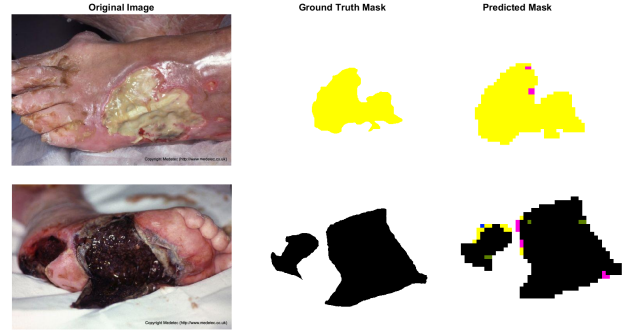 Original Image
Ground Truth Mask
Predicted Mask
Copyright Medetec (http://www.medetec.co.uk)
Copyright Medetec (http://www.medetec.co.uk)